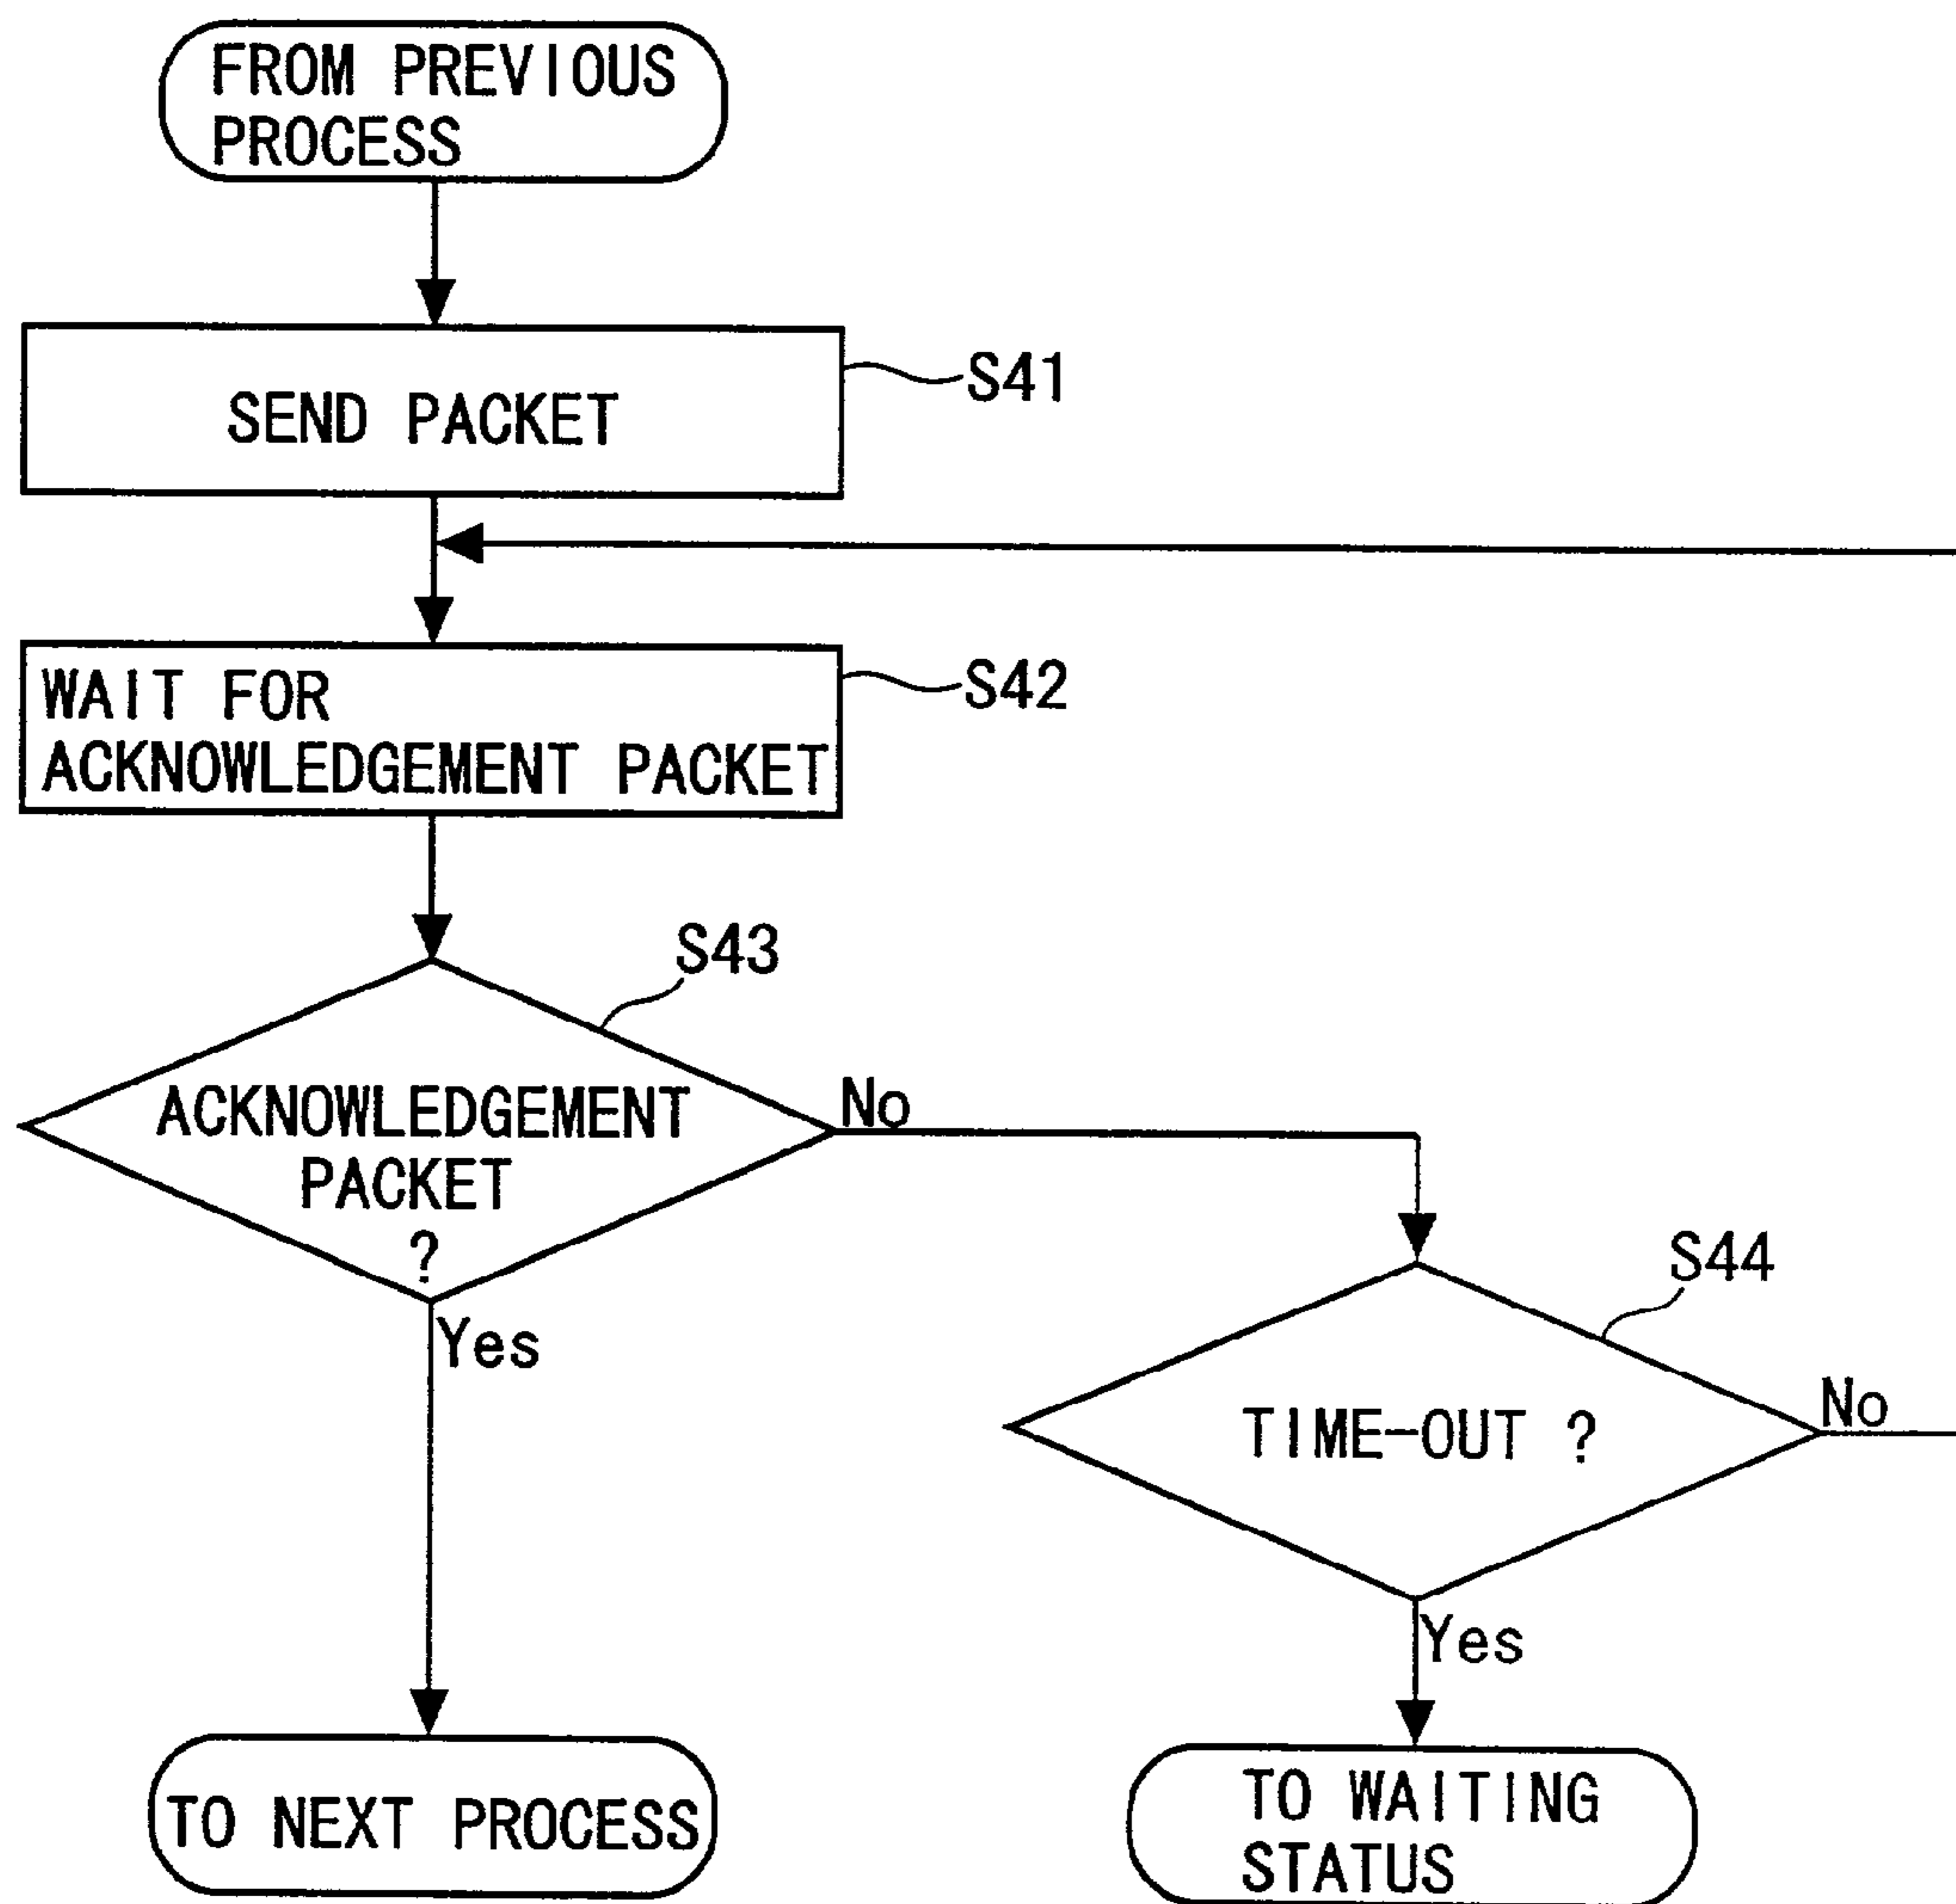 FROM PREVIOUS
PROCESS
SEND PACKET
S41
WAIT FOR
ACKNOWLEDGEMENT PACKET
S42
S43
ACKNOWLEDGEMENT
PACKET
?
No
Yes
S44
TIME-OUT ?
No
Yes
TO NEXT PROCESS
TO WAITING
STATUS